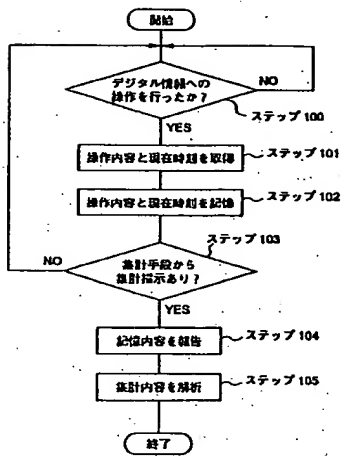 開始
デジタル情報への
操作を行ったか?
NO
ステップ 100
YES
操作内容と現在時刻を取得
ステップ 101
操作内容と現在時刻を記憶
ステップ 102
ステップ 103
NO
集計手段から
集計指示あり?
YES
記憶内容を報告
ステップ 104
集計内容を解析
ステップ 105
終了